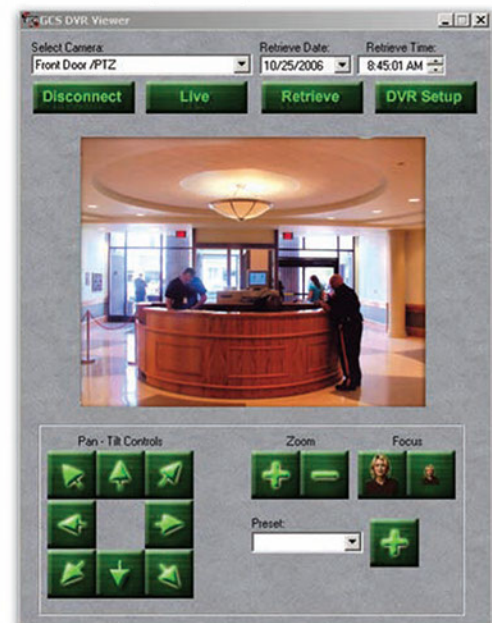 GCS DVR Viewer
Select Camera: Retrieve Date: Retrieve Time:
Front Door /PTZ 10/25/2006 8:45:01 AM
Disconnect Live Retrieve DVR Setup
Pan - Tilt Controls Zoom Focus
Preset: